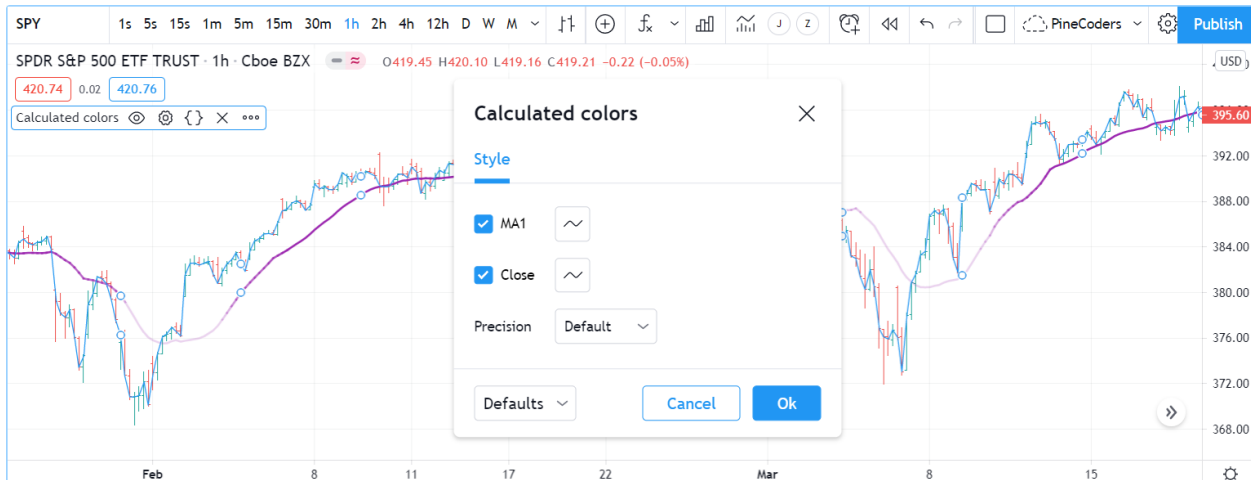 SPY 1s 5s 15s 1m 5m 15m 30m 1h 2h 4h 12h D W M J Z PineCoders Publish
SPDR S&P 500 ETF TRUST · 1h · Cboe BZX O419.45 H420.10 L419.16 C419.21 −0.22 (−0.05%) USD
420.74 0.02 420.76
Calculated colors
Calculated colors
395.60
Style
392.00
388.00
MA1
384.00
Close
380.00
Precision Default
376.00
372.00
Defaults Cancel Ok
368.00
Feb 8 11 17 22 Mar 8 15